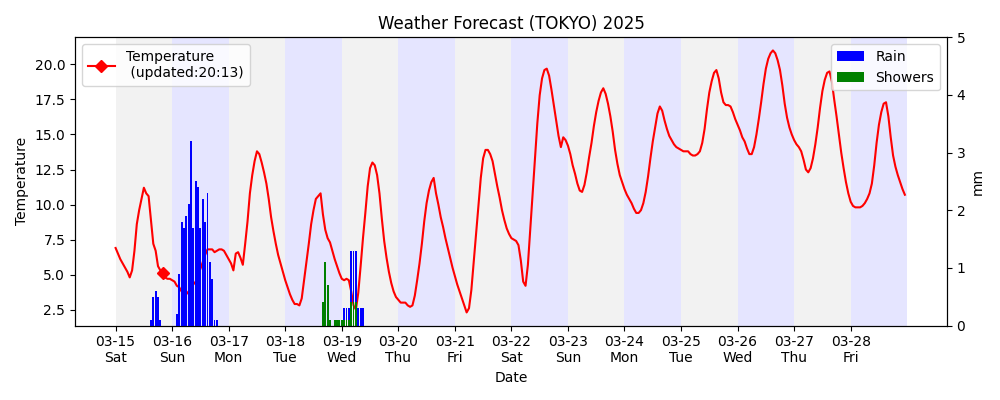 Weather Forecast (TOKYO) 2025
Temperature
(updated:20:13)
Rain
Showers
Temperature
20.0
17.5
15.0
12.5
10.0
7.5
5.0
2.5
5
4
3
2
1
0
mm
03-15 03-16 03-17 03-18 03-19 03-20 03-21 03-22 03-23 03-24 03-25 03-26 03-27 03-28
Sat Sun Mon Tue Wed Thu Fri Sat Sun Mon Tue Wed Thu Fri
Date